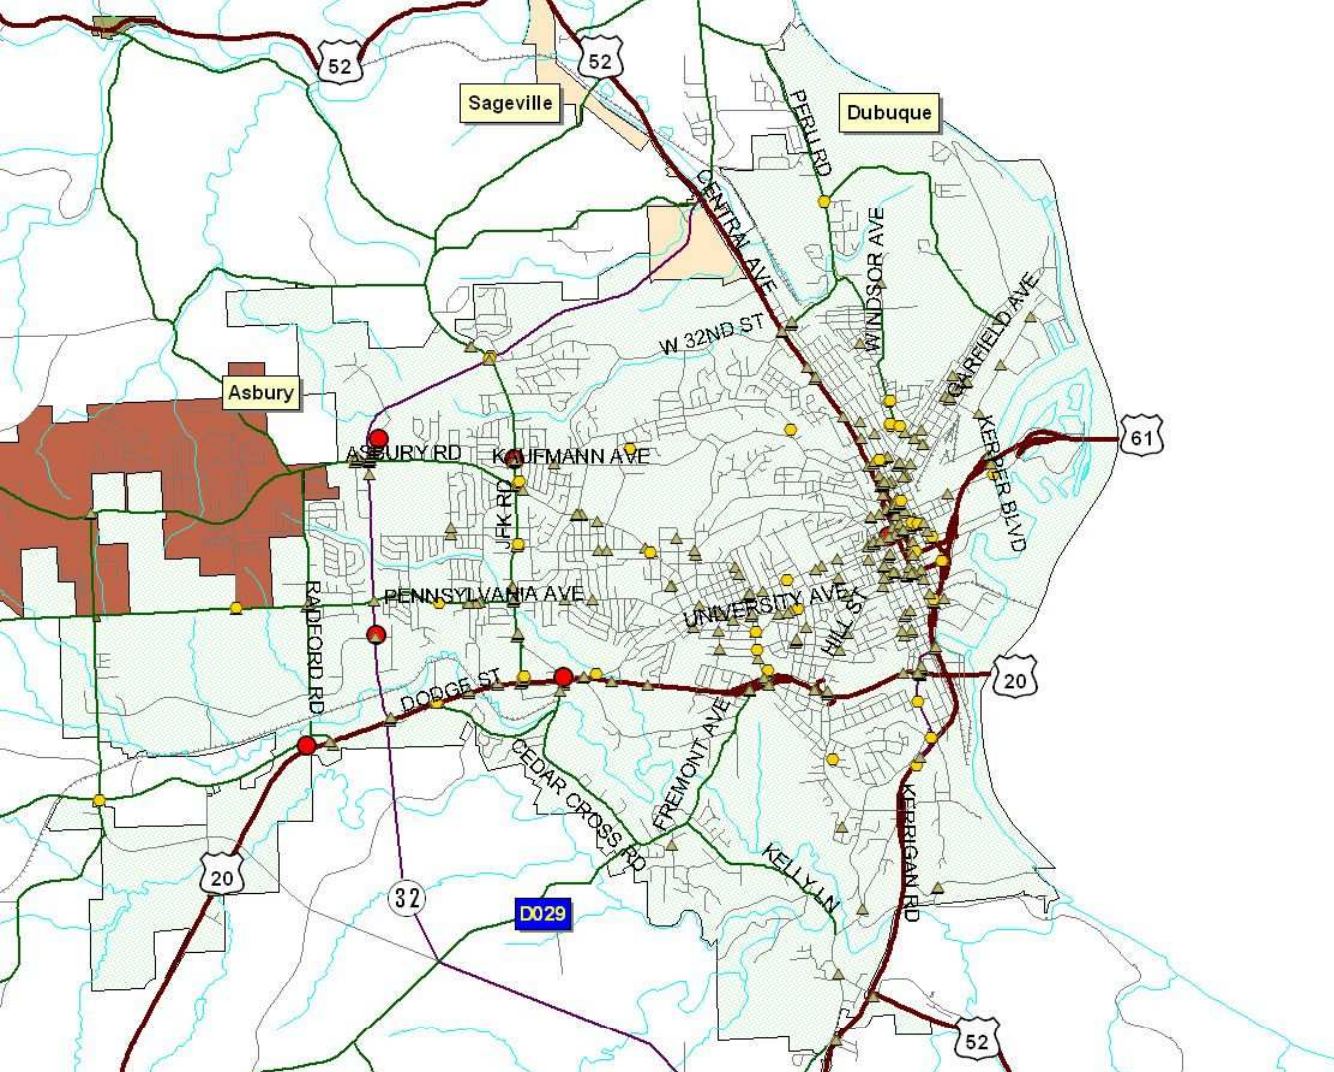 52
52
Sageville
Dubuque
PERU RD
CENTRAL AVE
WINDSOR AVE
GARFIELD AVE
W 32ND ST
Asbury
61
ASBURY RD
KAUFMANN AVE
KERPER BLVD
JFK RD
PENNSYLVANIA AVE
UNIVERSITY AVE
HILL ST
RADFORD RD
20
DODGE ST
FREMONT AVE
CEDAR CROSS RD
KERRIGAN RD
KELLY LN
20
32
D029
52